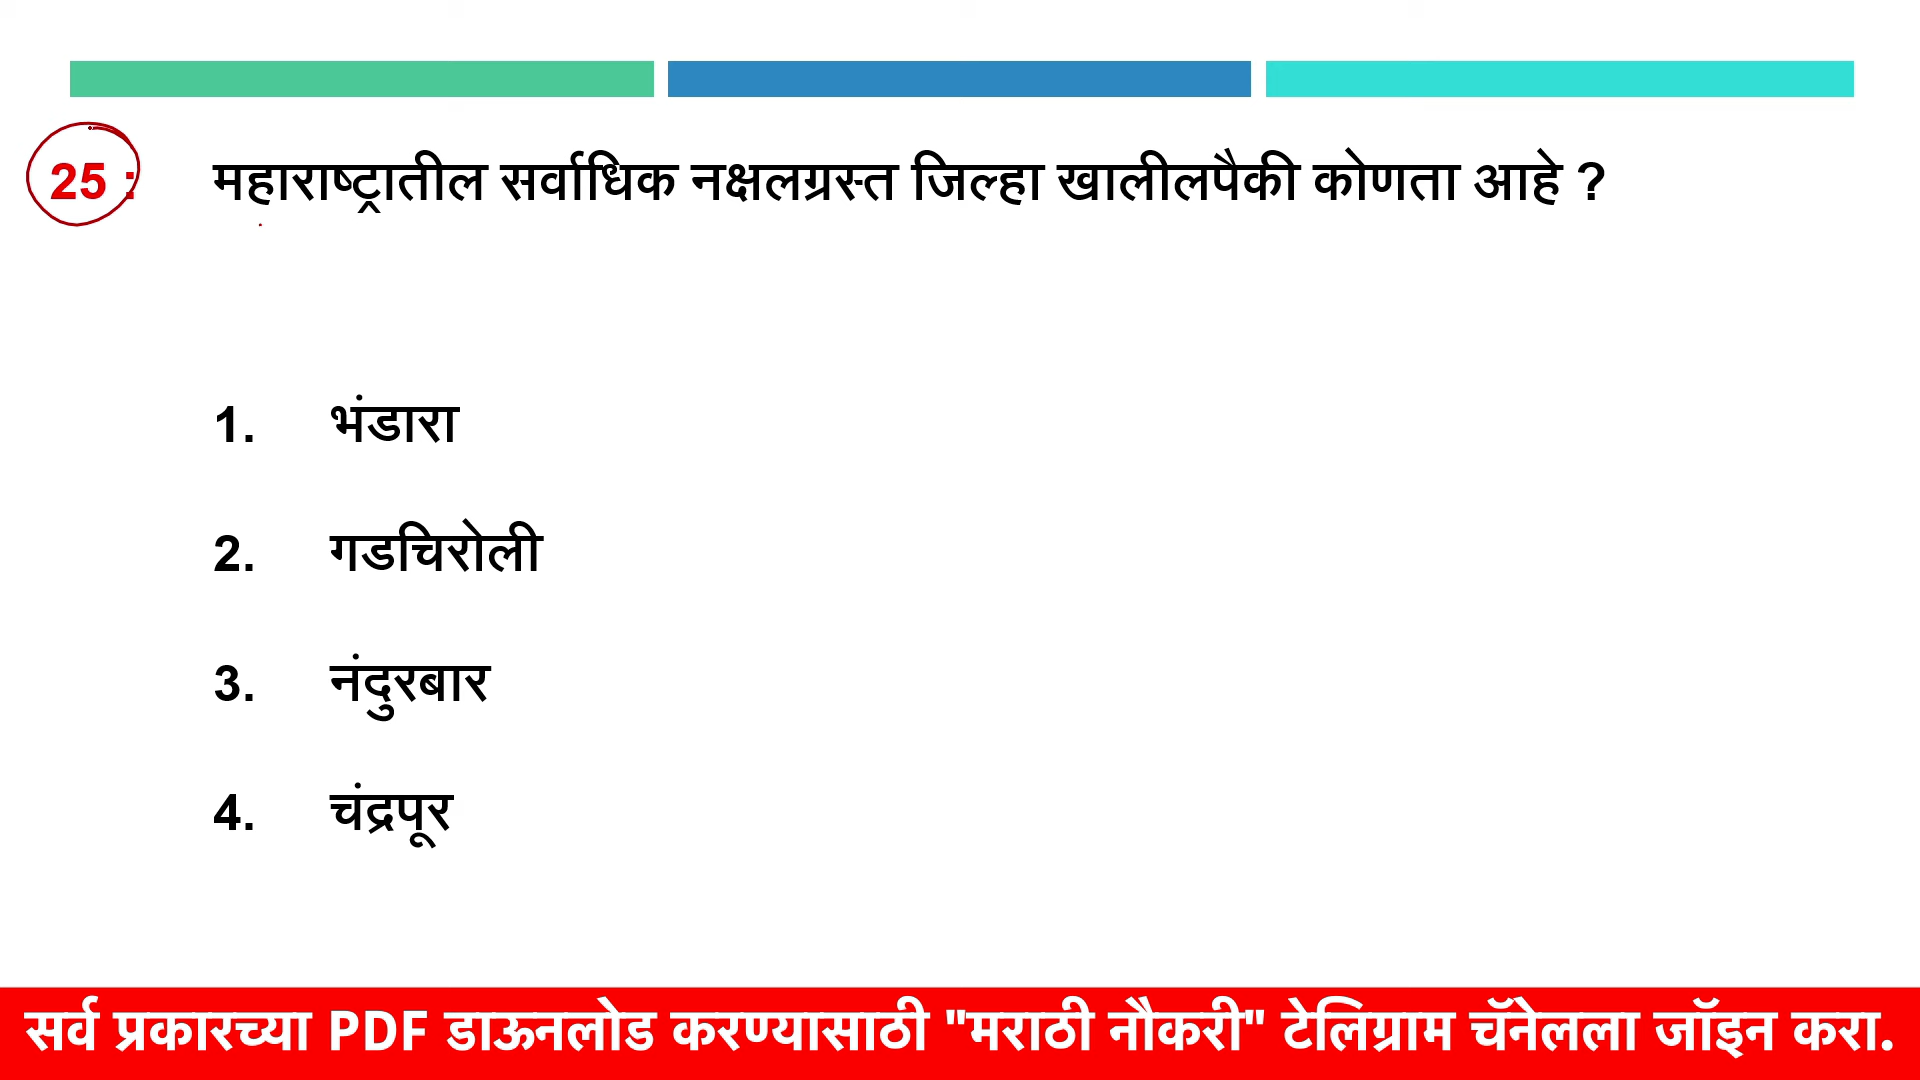 25 : महाराष्ट्रातील सर्वाधिक नक्षलग्रस्त जिल्हा खालीलपैकी कोणता आहे ?
1. भंडारा
2. गडचिरोली
3. नंदुरबार
4. चंद्रपूर
सर्व प्रकारच्या PDF डाऊनलोड करण्यासाठी "मराठी नौकरी" टेलिग्राम चॅनेलला जॉइन करा.